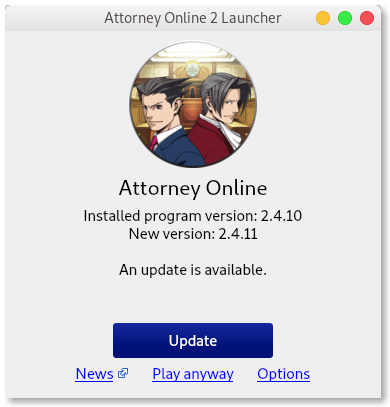 Attorney Online 2 Launcher
Attorney Online
Installed program version: 2.4.10
New version: 2.4.11
An update is available.
Update
News Play anyway Options